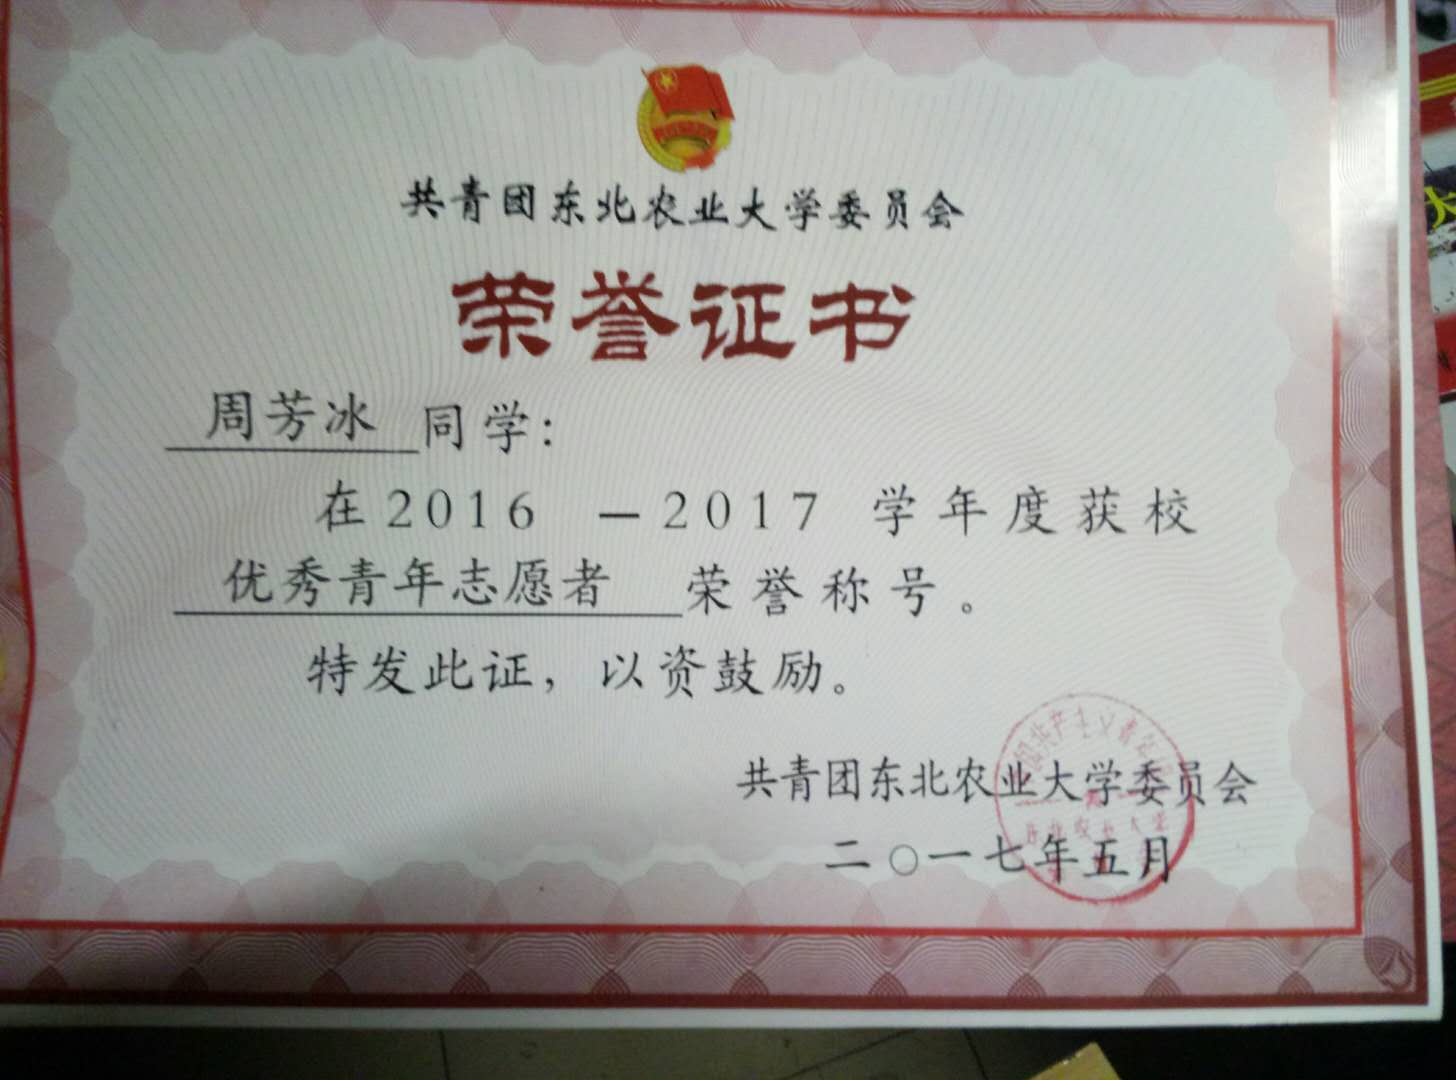 共青团东北农业大学委员会
荣誉证书
周芳冰 同学：
在2016 —2017 学年度获校
优秀青年志愿者 荣誉称号。
特发此证，以资鼓励。
共青团东北农业大学委员会
二〇一七年五月